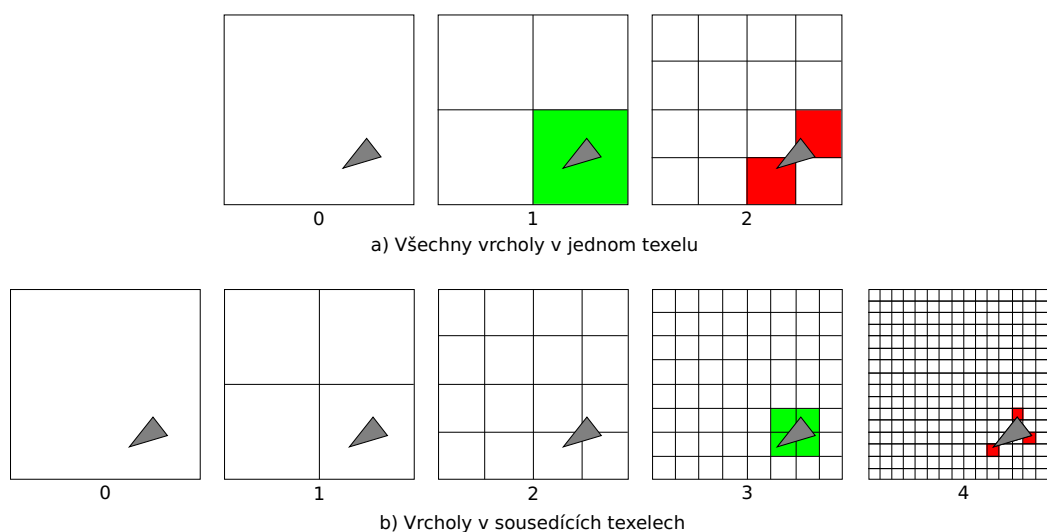 0 1 2
a) Všechny vrcholy v jednom texelu
0 1 2 3 4
b) Vrcholy v sousedících texelech